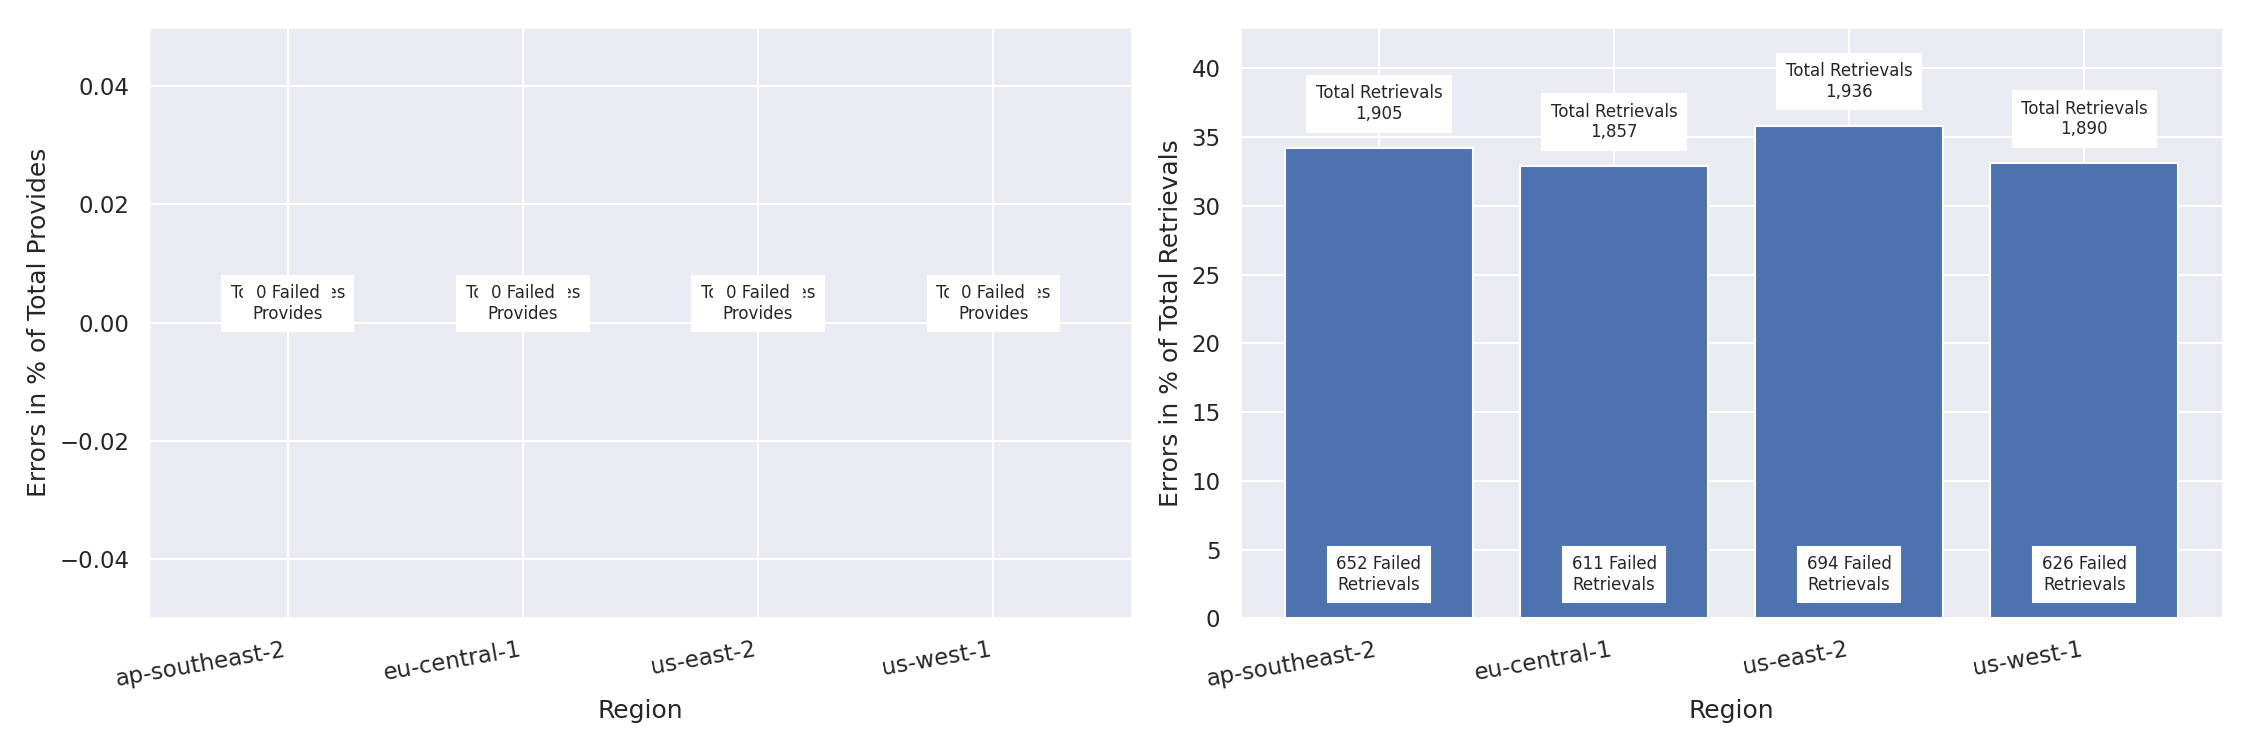 Errors in % of Total Provides
0.04
0.02
0.00
−0.02
−0.04
0 Failed
Provides
0 Failed
Provides
0 Failed
Provides
0 Failed
Provides
ap-southeast-2
eu-central-1
us-east-2
us-west-1
Region
Errors in % of Total Retrievals
40
35
30
25
20
15
10
5
0
Total Retrievals
1,905
Total Retrievals
1,857
Total Retrievals
1,936
Total Retrievals
1,890
652 Failed
Retrievals
611 Failed
Retrievals
694 Failed
Retrievals
626 Failed
Retrievals
ap-southeast-2
eu-central-1
us-east-2
us-west-1
Region